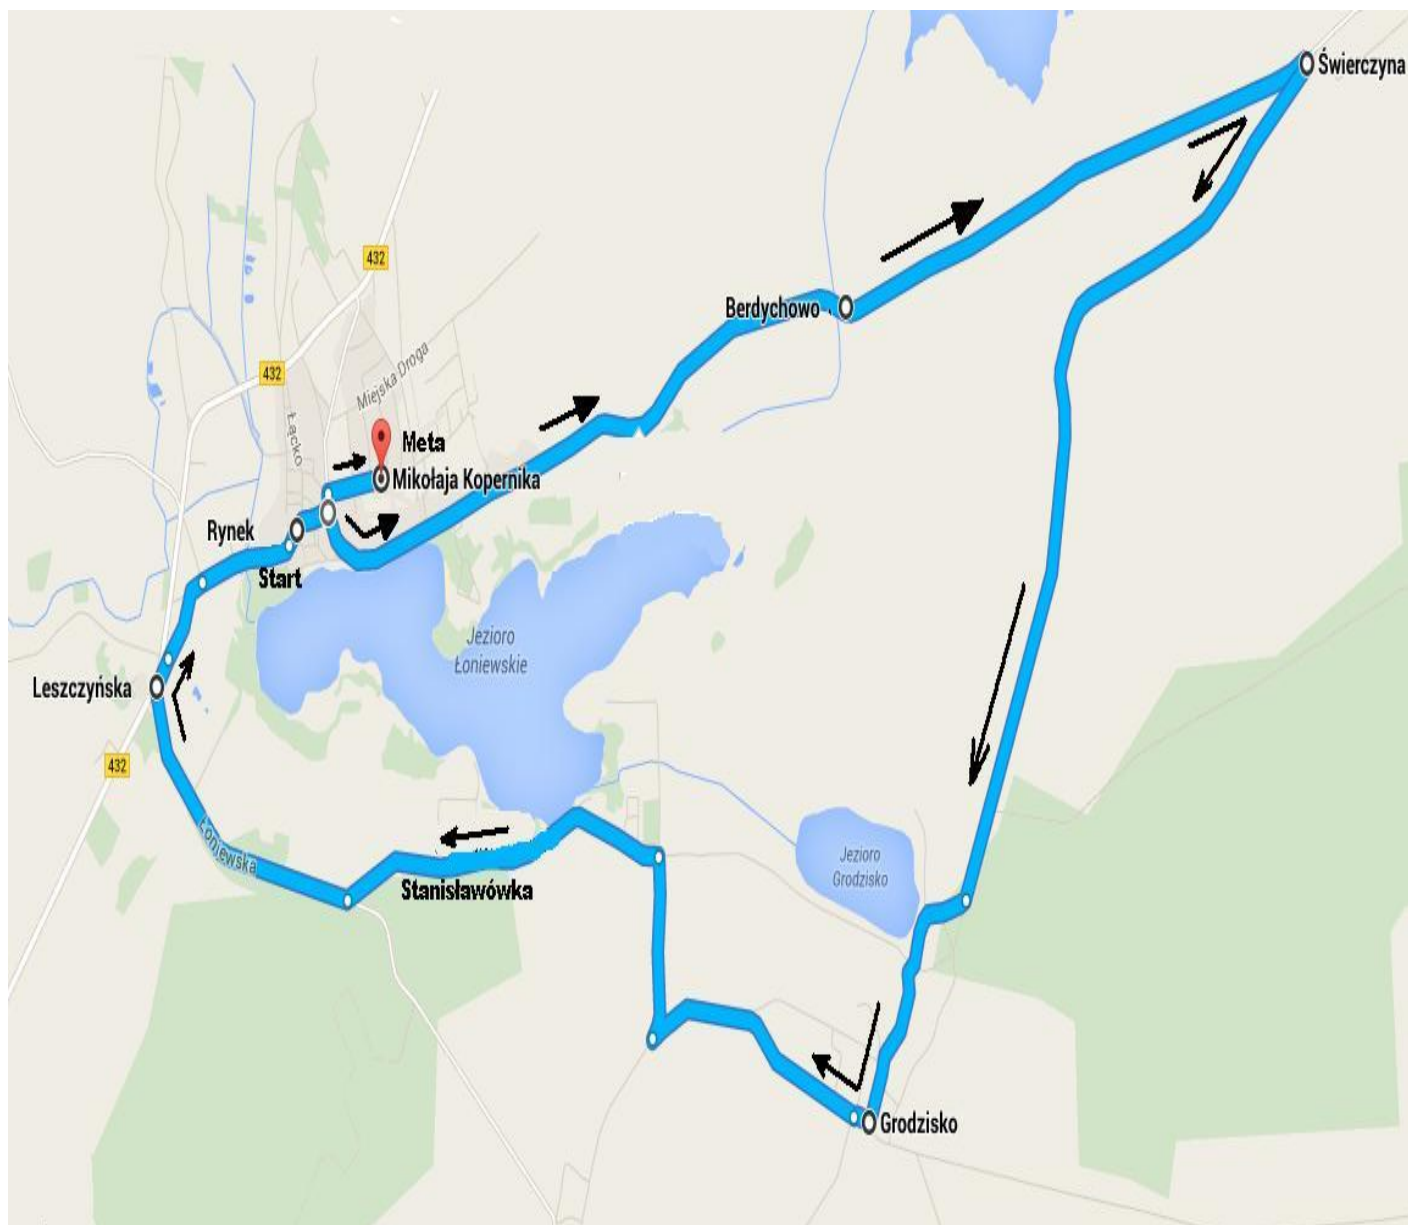 Świerczyna
432
Berdychowo
432
Miejska Droga
Łącko
Meta
Mikołaja Kopernika
Rynek
Start
Jezioro
Łoniewskie
Leszczyńska
432
Łoniewska
Stanisławówka
Jezioro
Grodzisko
Grodzisko